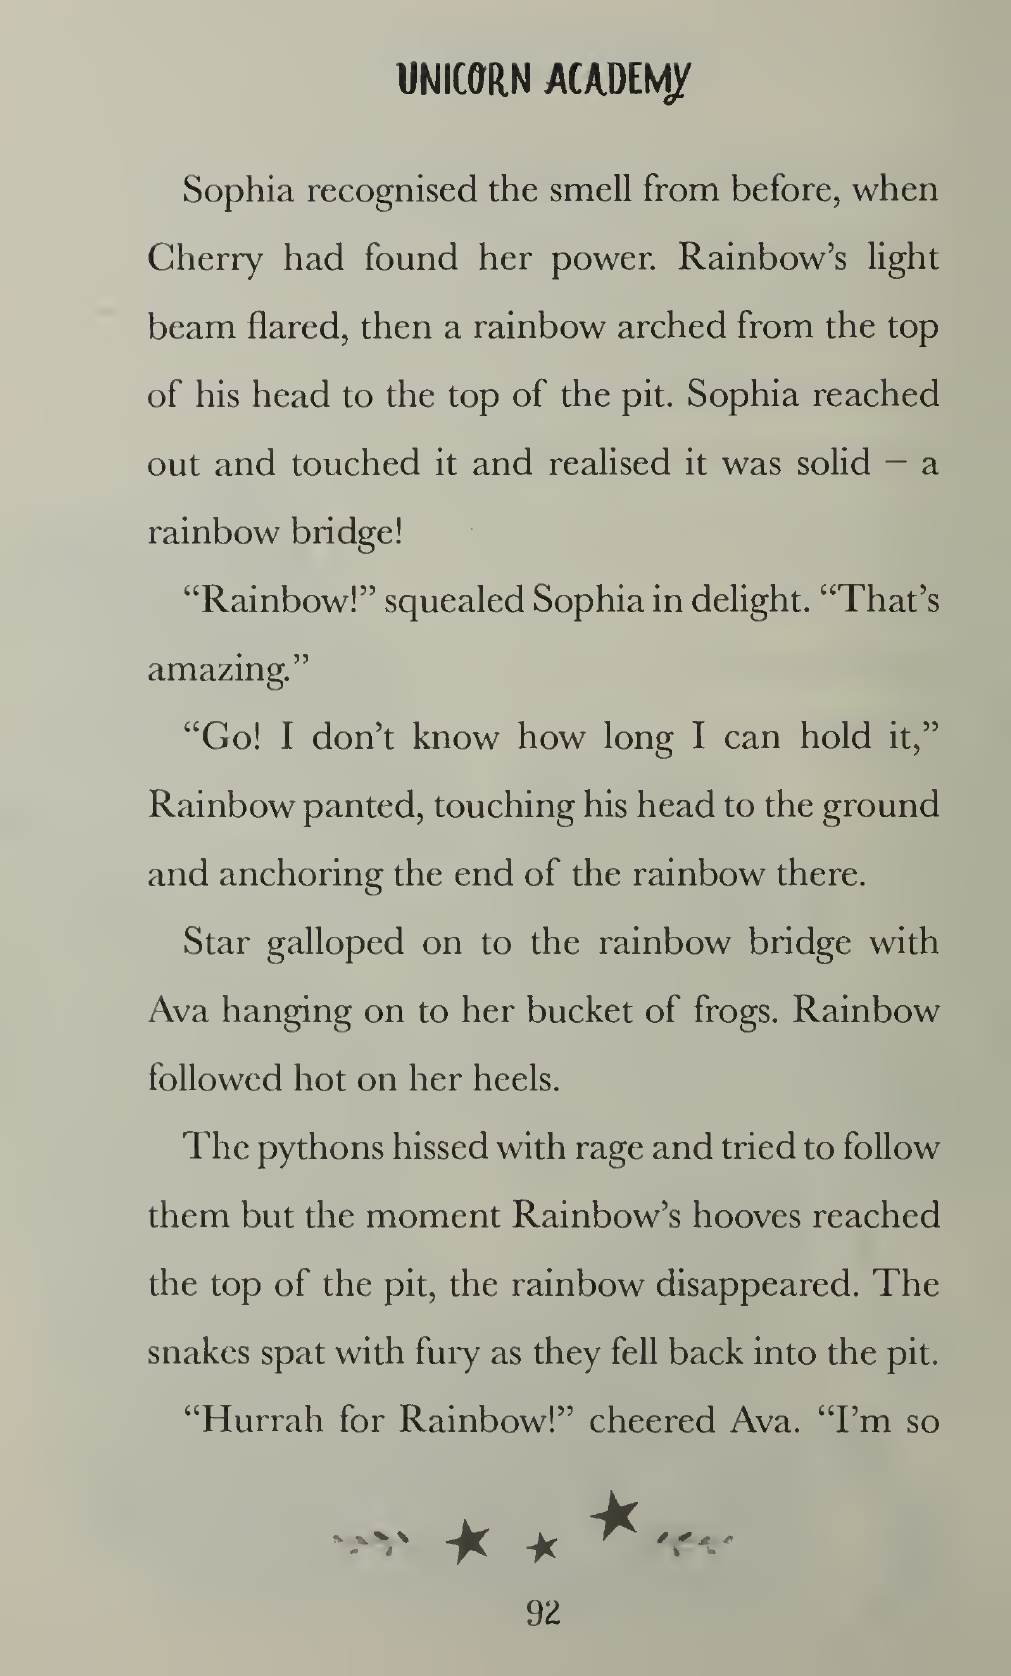 UNICORN ACADEMY
Sophia recognised the smell from before, when
Cherry had found her power. Rainbow’s light
beam flared, then a rainbow arched from the top
of his head to the top of the pit. Sophia reached
out and touched it and realised it was solid – a
rainbow bridge!
“Rainbow!” squealed Sophia in delight. “That’s
amazing.”
“Go! I don’t know how long I can hold it,”
Rainbow panted, touching his head to the ground
and anchoring the end of the rainbow there.
Star galloped on to the rainbow bridge with
Ava hanging on to her bucket of frogs. Rainbow
followed hot on her heels.
The pythons hissed with rage and tried to follow
them but the moment Rainbow’s hooves reached
the top of the pit, the rainbow disappeared. The
snakes spat with fury as they fell back into the pit.
“Hurrah for Rainbow!” cheered Ava. “I’m so
92